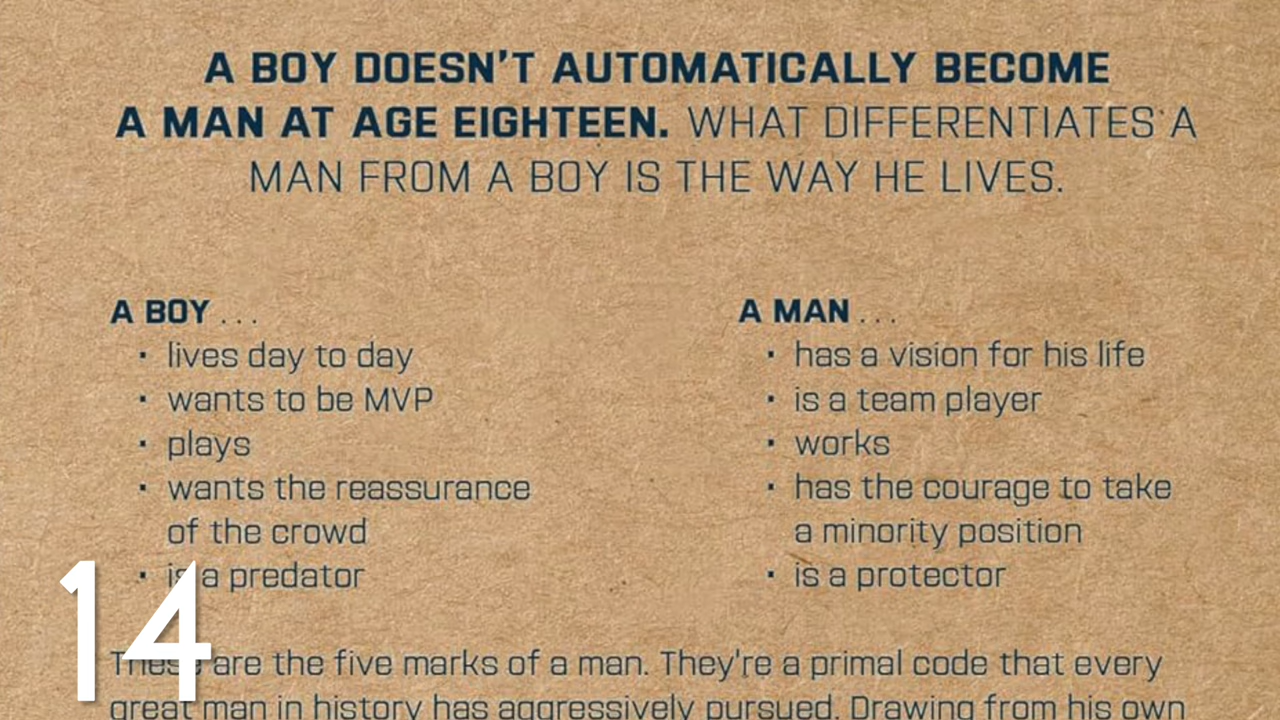 A BOY DOESN'T AUTOMATICALLY BECOME
A MAN AT AGE EIGHTEEN. WHAT DIFFERENTIATES A
MAN FROM A BOY IS THE WAY HE LIVES.
A BOY ...
· lives day to day
· wants to be MVP
· plays
· wants the reassurance
of the crowd
· is a predator
A MAN ...
· has a vision for his life
· is a team player
· works
· has the courage to take
a minority position
· is a protector
These are the five marks of a man. They're a primal code that every
great man in history has aggressively pursued. Drawing from his own
14